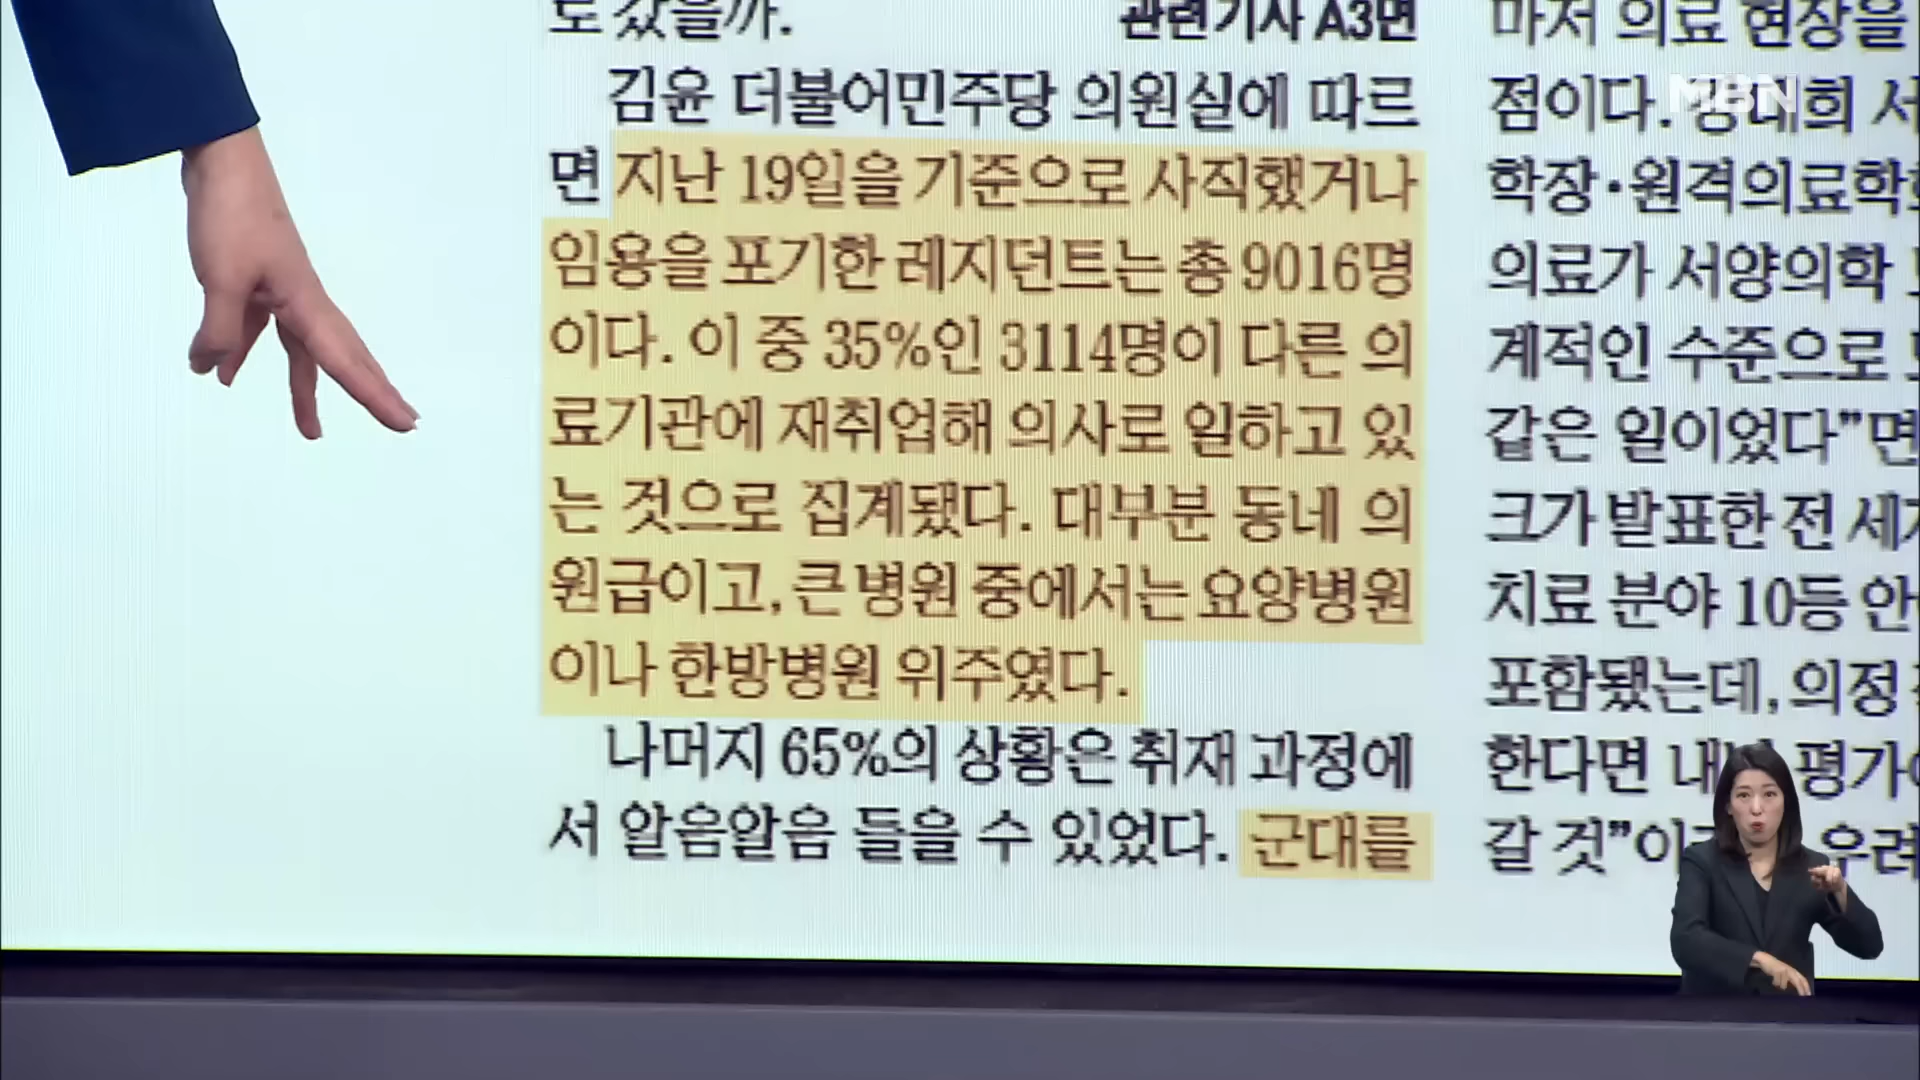 도 갔을까.
관련기사 A3면
김윤 더불어민주당 의원실에 따르
면 지난 19일을 기준으로 사직했거나
임용을 포기한 레지던트는 총 9016명
이다. 이 중 35%인 3114명이 다른 의
료기관에 재취업해 의사로 일하고 있
는 것으로 집계됐다. 대부분 동네 의
원급이고, 큰 병원 중에서는 요양병원
이나 한방병원 위주였다.
나머지 65%의 상황은 취재 과정에
서 알음알음 들을 수 있었다. 군대를
마저 의료 현장을
점이다. 서
학장·원격의료학회
의료가 서양의학
계적인 수준으로
같은 일이었다”면
크가 발표한 전 세계
치료 분야 10등 안
포함됐는데, 의정
한다면 평가
갈 것” 우려
MBN